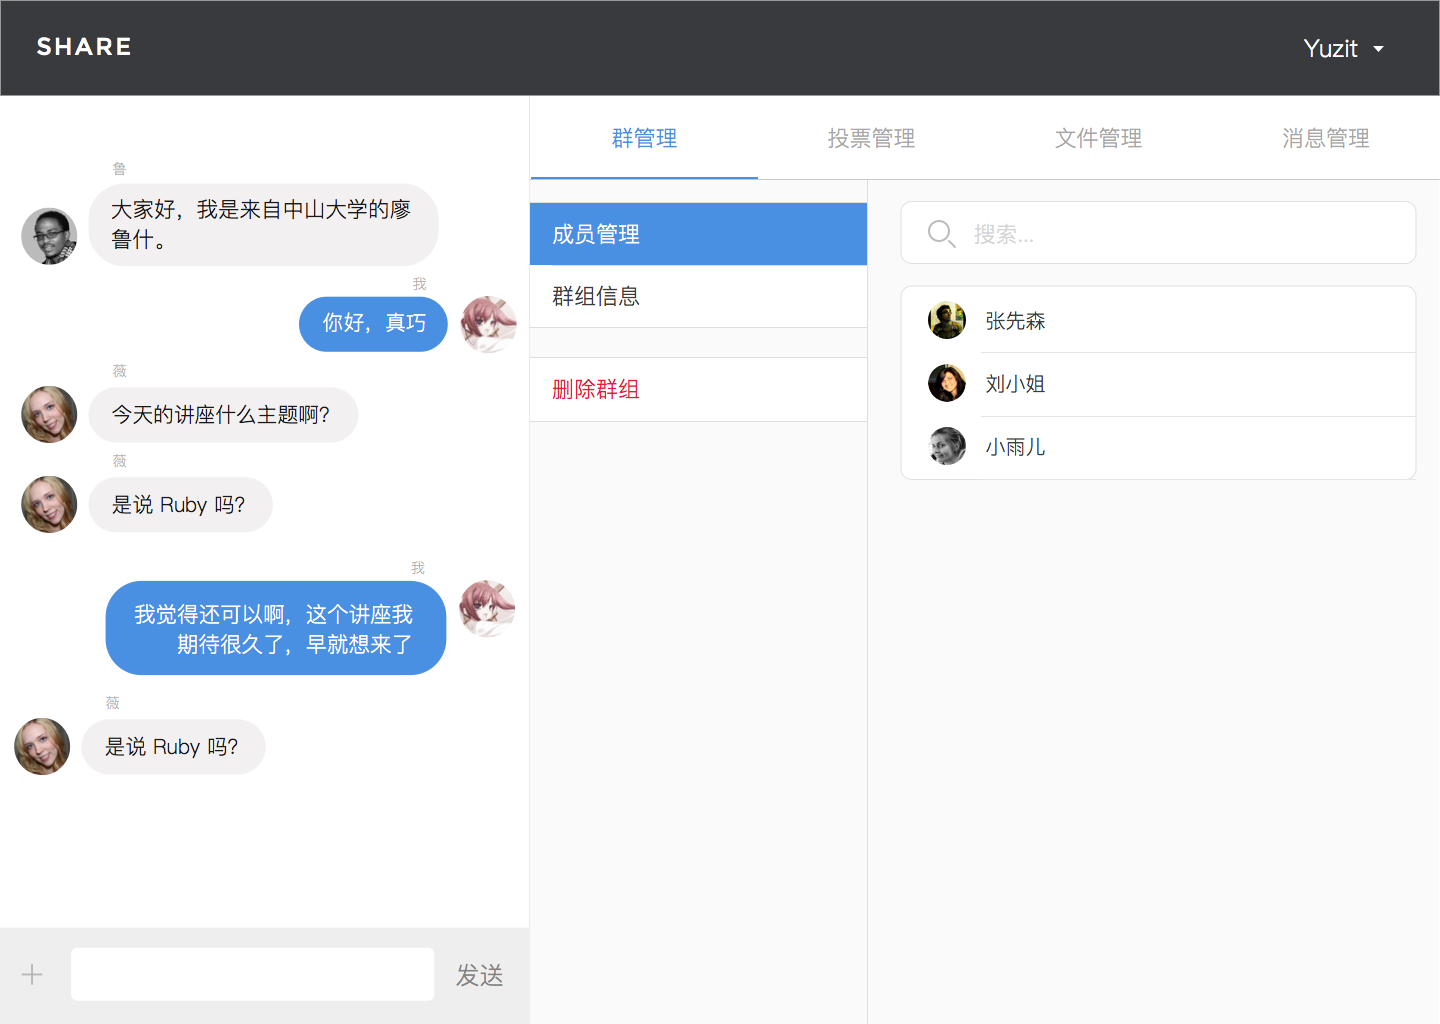 SHARE
Yuzit
鲁
大家好，我是来自中山大学的廖
鲁什。
我
你好，真巧
薇
今天的讲座什么主题啊？
薇
是说 Ruby 吗？
我
我觉得还可以啊，这个讲座我
期待很久了，早就想来了
薇
是说 Ruby 吗？
发送
群管理
投票管理
文件管理
消息管理
成员管理
群组信息
删除群组
搜索...
张先森
刘小姐
小雨儿